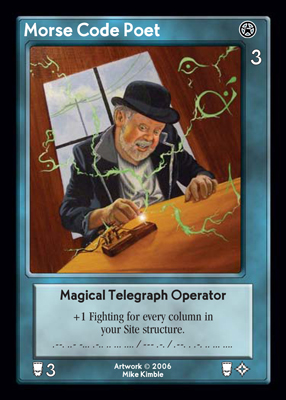 Morse Code Poet
3
Magical Telegraph Operator
+1 Fighting for every column in
your Site structure.
3
Artwork © 2006
Mike Kimble